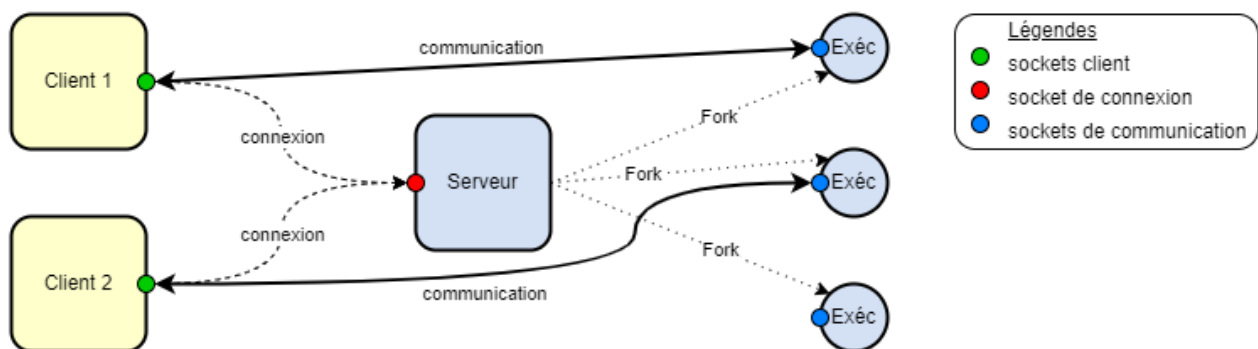 Client 1
communication
Exéc
connexion
Fork
Serveur
Fork
Exéc
connexion
Fork
Client 2
communication
Exéc
Légendes
sockets client
socket de connexion
sockets de communication